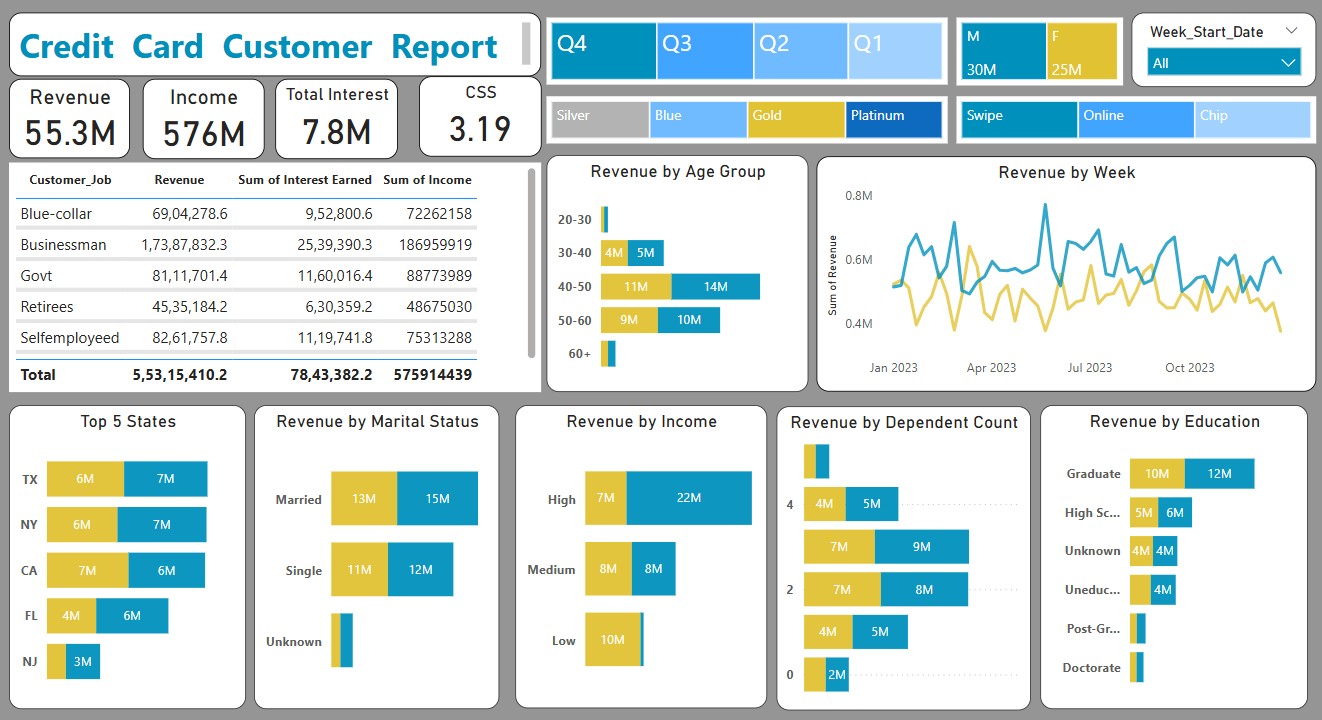 Credit Card Customer Report
Q4
Q3
Q2
Q1
M
30M
F
25M
Week_Start_Date
All
Revenue
55.3M
Income
576M
Total Interest
7.8M
CSS
3.19
Silver
Blue
Gold
Platinum
Swipe
Online
Chip
Customer_Job Revenue Sum of Interest Earned Sum of Income
Blue-collar 69,04,278.6 9,52,800.6 72262158
Businessman 1,73,87,832.3 25,39,390.3 186959919
Govt 81,11,701.4 11,60,016.4 88773989
Retirees 45,35,184.2 6,30,359.2 48675030
Selfemployeed 82,61,757.8 11,19,741.8 75313288
Total 5,53,15,410.2 78,43,382.2 575914439
Revenue by Age Group
20-30
30-40 4M 5M
40-50 11M 14M
50-60 9M 10M
60+
Revenue by Week
Sum of Revenue
0.8M
0.6M
0.4M
Jan 2023 Apr 2023 Jul 2023 Oct 2023
Top 5 States
TX 6M 7M
NY 6M 7M
CA 7M 6M
FL 4M 6M
NJ 3M
Revenue by Marital Status
Married 13M 15M
Single 11M 12M
Unknown
Revenue by Income
High 7M 22M
Medium 8M 8M
Low 10M
Revenue by Dependent Count
4 4M 5M
7M 9M
2 7M 8M
4M 5M
0 2M
Revenue by Education
Graduate 10M 12M
High Sc... 5M 6M
Unknown 4M 4M
Uneduc... 4M
Post-Gr...
Doctorate